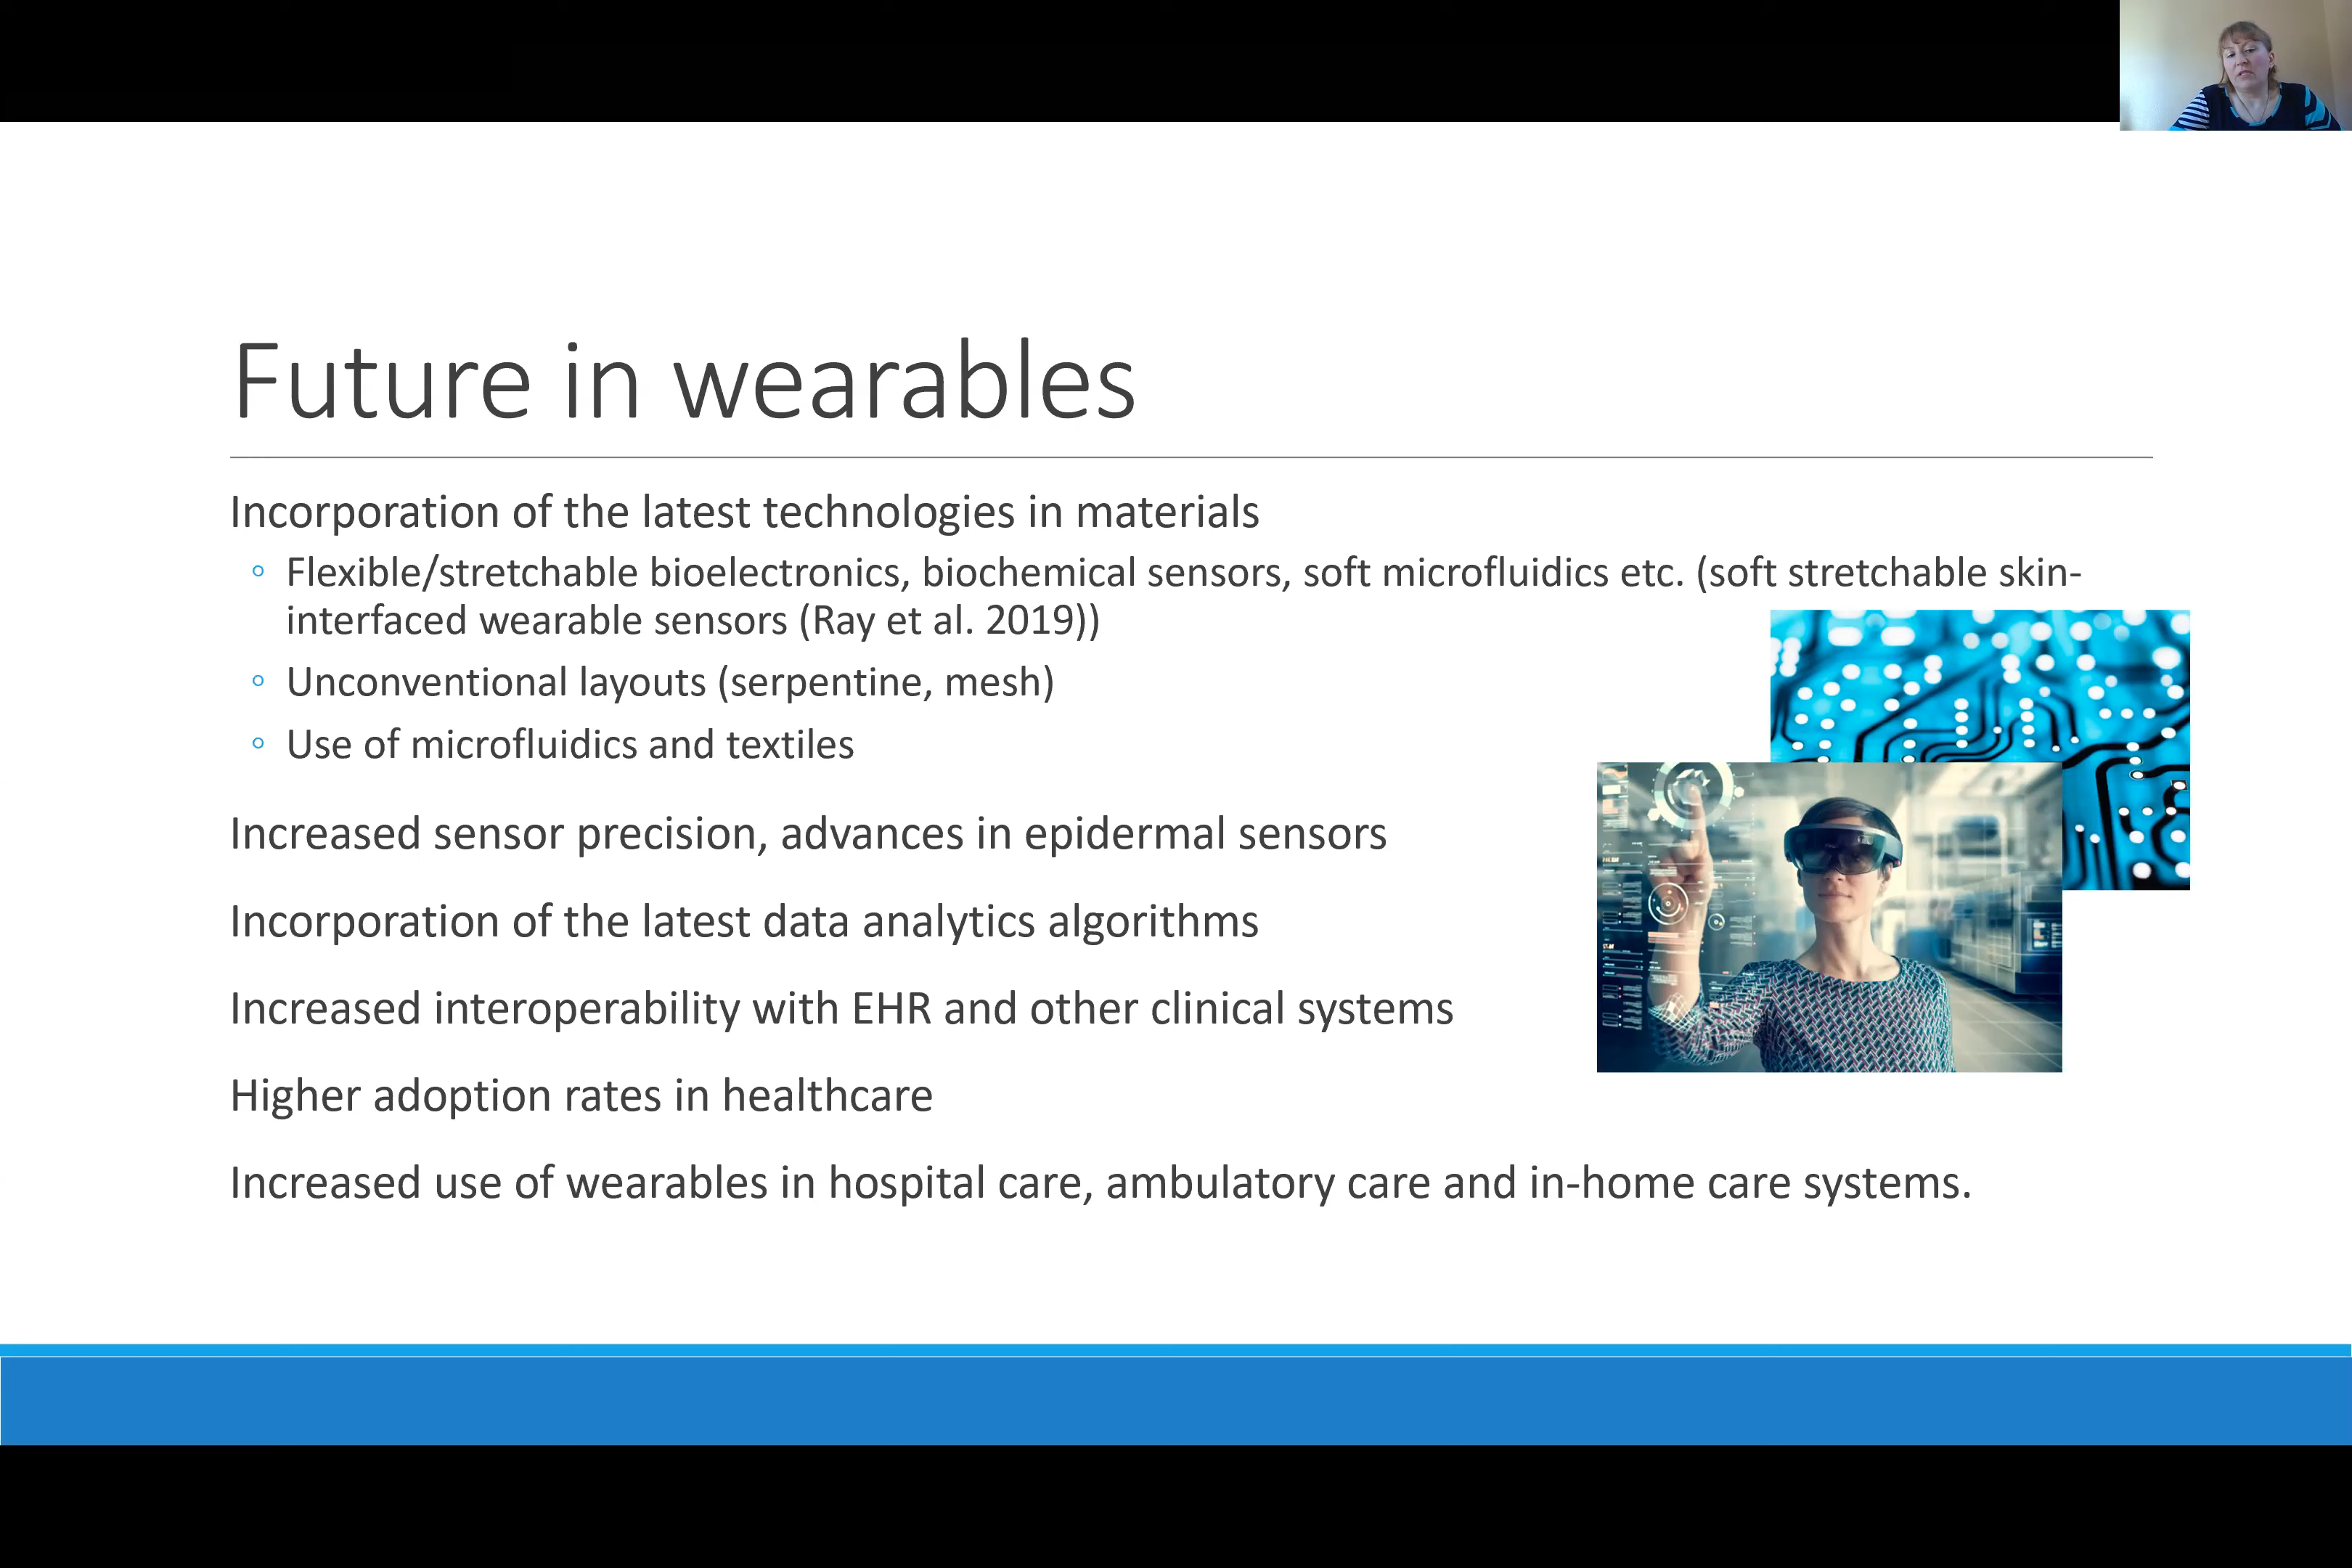 Future in wearables
Incorporation of the latest technologies in materials
◦ Flexible/stretchable bioelectronics, biochemical sensors, soft microfluidics etc. (soft stretchable skin-
interfaced wearable sensors (Ray et al. 2019))
◦ Unconventional layouts (serpentine, mesh)
◦ Use of microfluidics and textiles
Increased sensor precision, advances in epidermal sensors
Incorporation of the latest data analytics algorithms
Increased interoperability with EHR and other clinical systems
Higher adoption rates in healthcare
Increased use of wearables in hospital care, ambulatory care and in-home care systems.